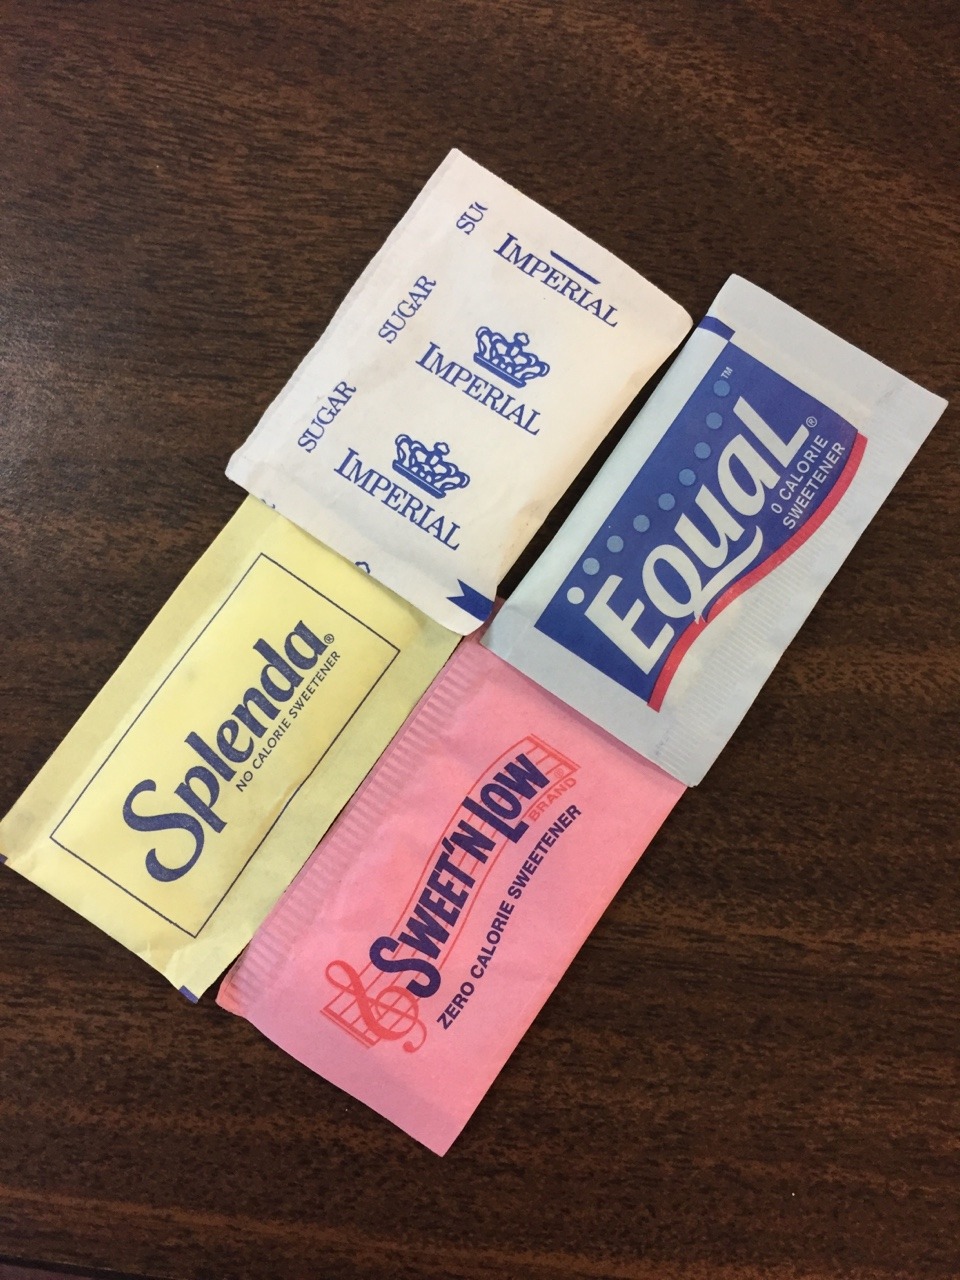 SUGAR
IMPERIAL
SUGAR
IMPERIAL
IMPERIAL
EQUAL®
™
0 CALORIE
SWEETENER
Splenda®
NO CALORIE SWEETENER
SWEET'N LOW®
BRAND
ZERO CALORIE SWEETENER